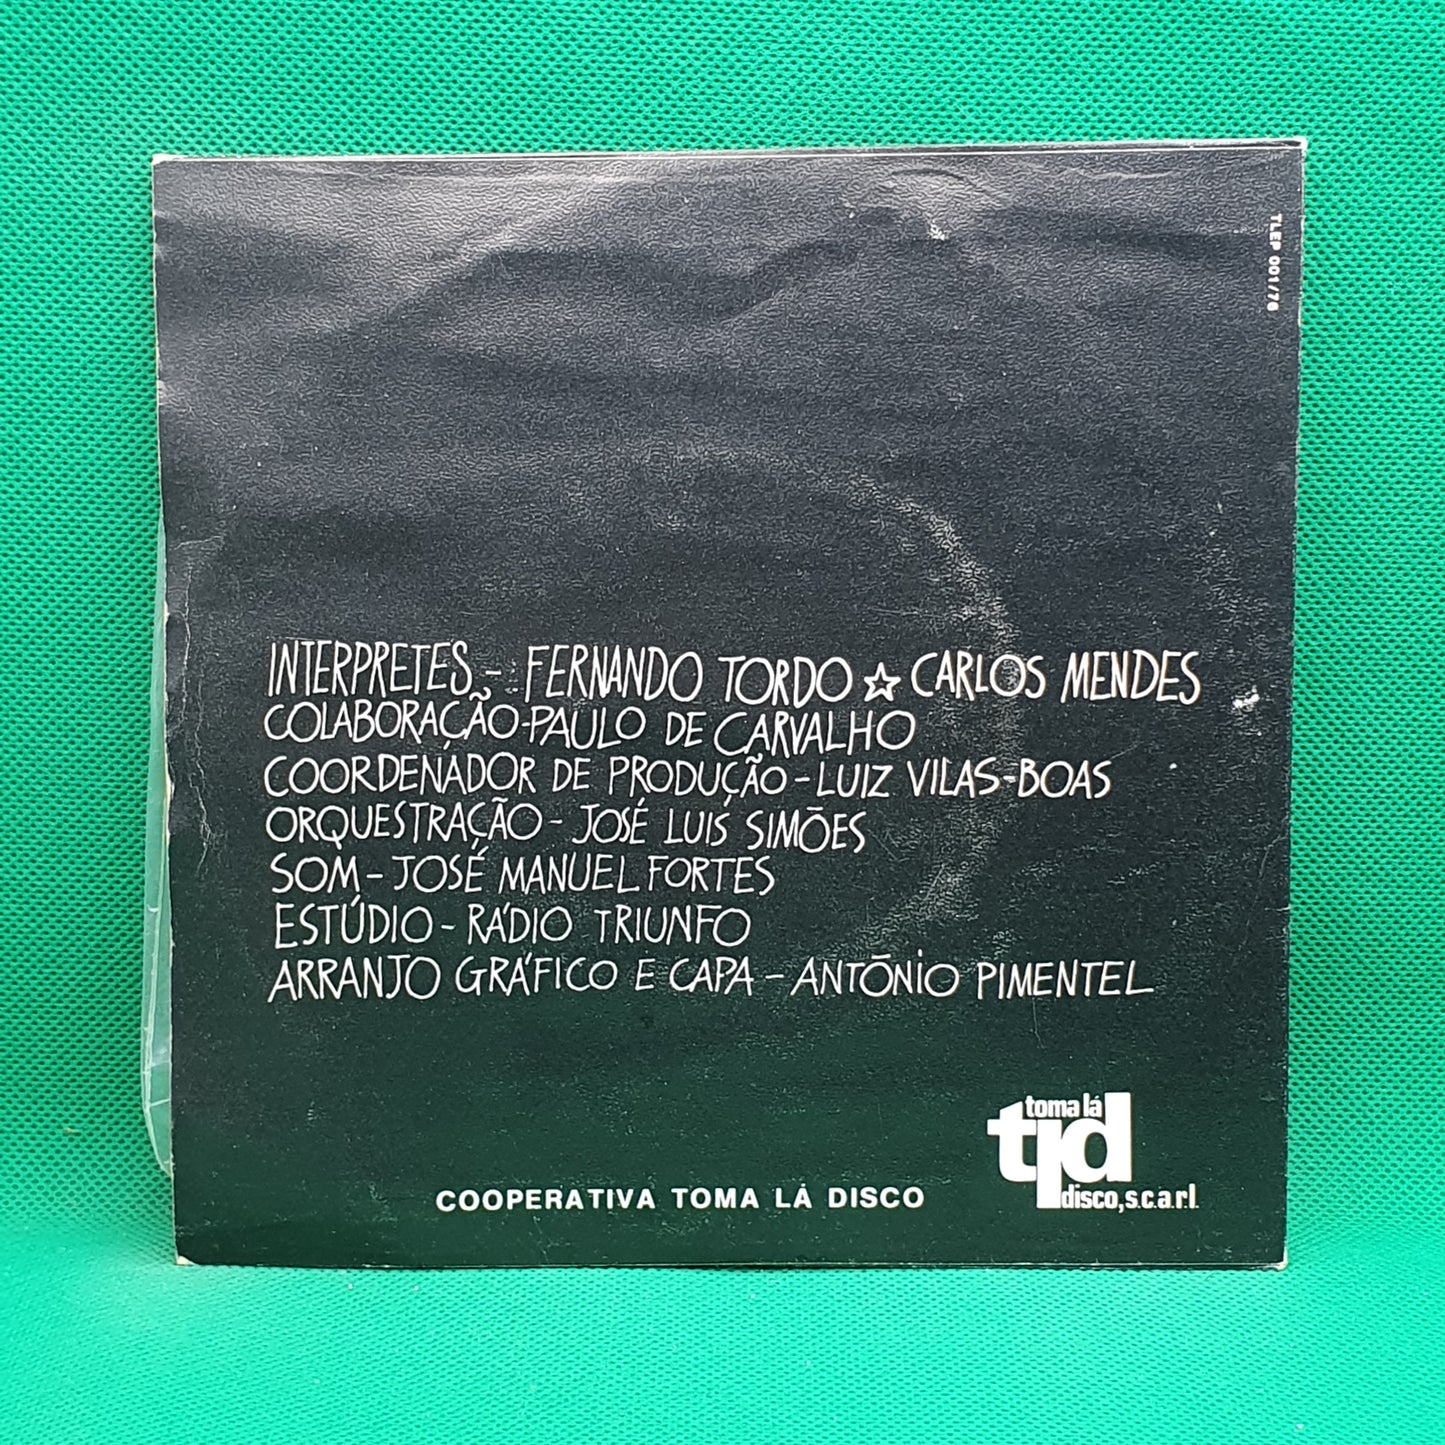 TLEP 001/76
INTERPRETES - FERNANDO TORDO ☆ CARLOS MENDES
COLABORAÇÃO-PAULO DE CARVALHO
COORDENADOR DE PRODUÇÃO - LUIZ VILAS-BOAS
ORQUESTRAÇÃO - JOSÉ LUÍS SIMÕES
SOM - JOSÉ MANUEL FORTES
ESTÚDIO - RÁDIO TRIUNFO
ARRANJO GRÁFICO E CAPA - ANTÓNIO PIMENTEL
toma lá
tld
disco, s.c.a.r.l.
COOPERATIVA TOMA LÁ DISCO